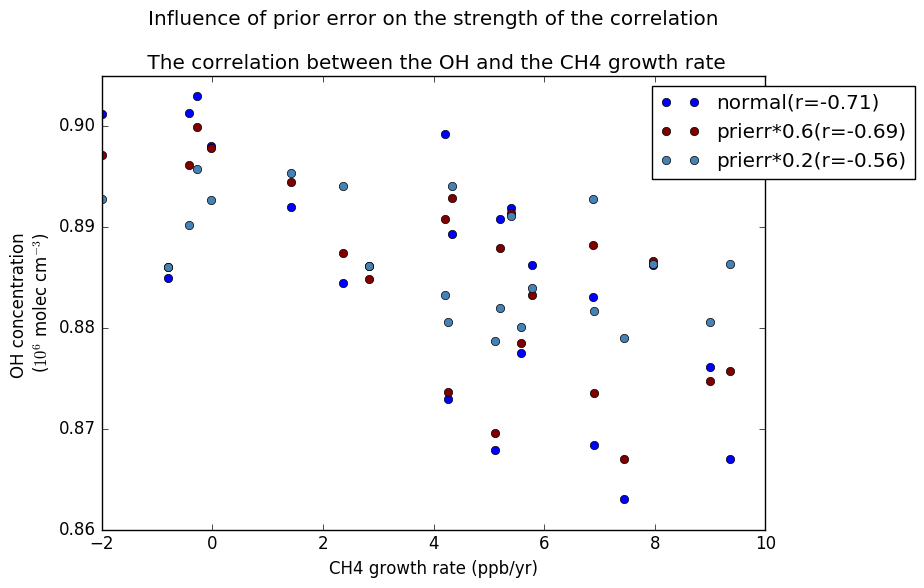 Influence of prior error on the strength of the correlation
The correlation between the OH and the CH4 growth rate
normal(r=-0.71)
prierr*0.6(r=-0.69)
prierr*0.2(r=-0.56)
OH concentration
(10⁶ molec cm⁻³)
0.90
0.89
0.88
0.87
0.86
−2 0 2 4 6 8 10
CH4 growth rate (ppb/yr)